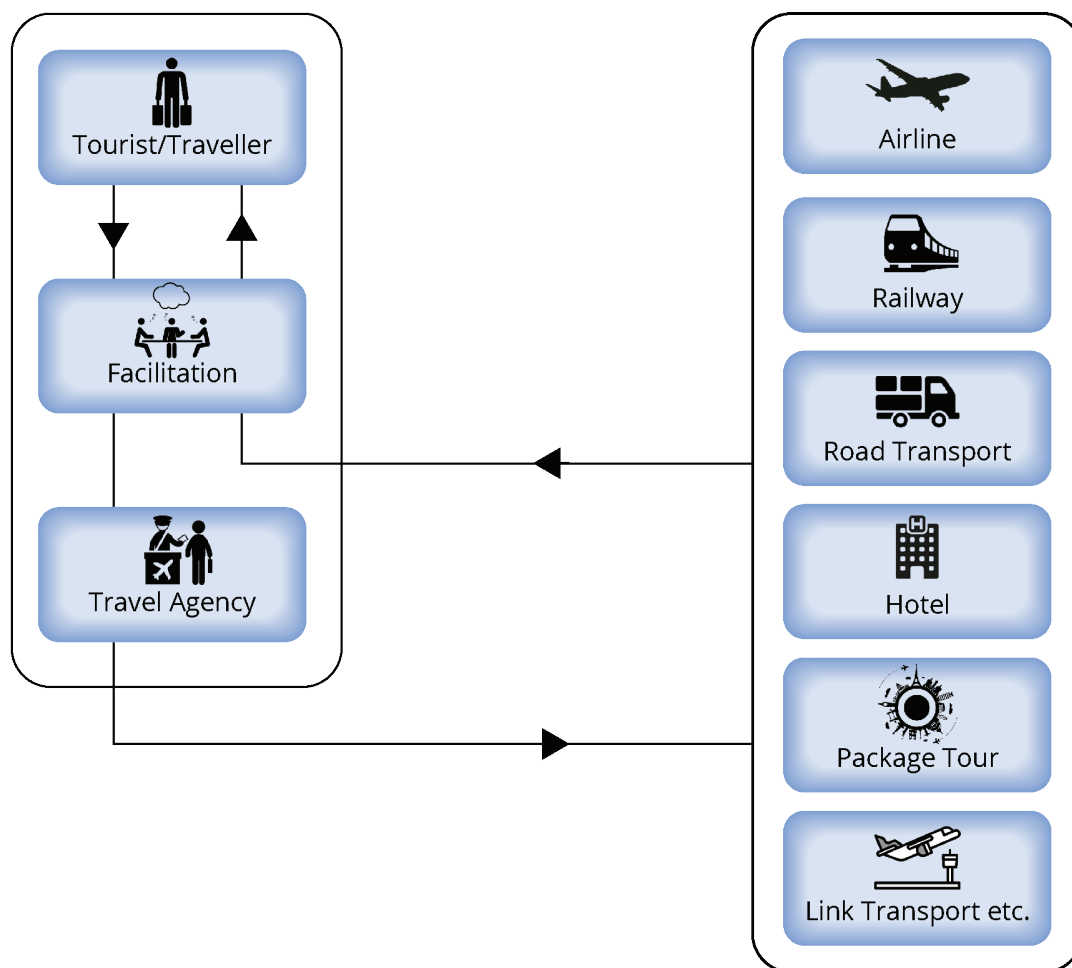 Tourist/Traveller
Facilitation
Travel Agency
Airline
Railway
Road Transport
H
Hotel
Package Tour
Link Transport etc.